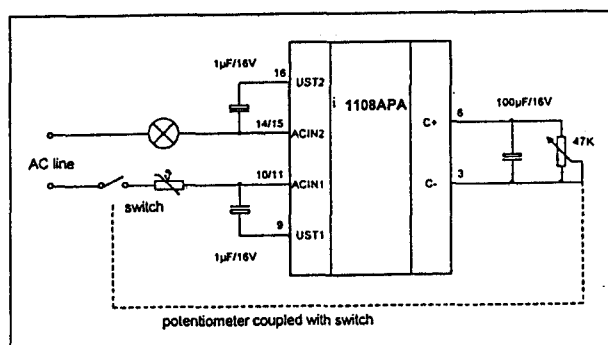 1µF/16V
16
UST2
i 1108APA
14/15
ACIN2
AC line
10/11
ACIN1
switch
9
UST1
1µF/16V
C+
6
100µF/16V
47K
C-
3
potentiometer coupled with switch